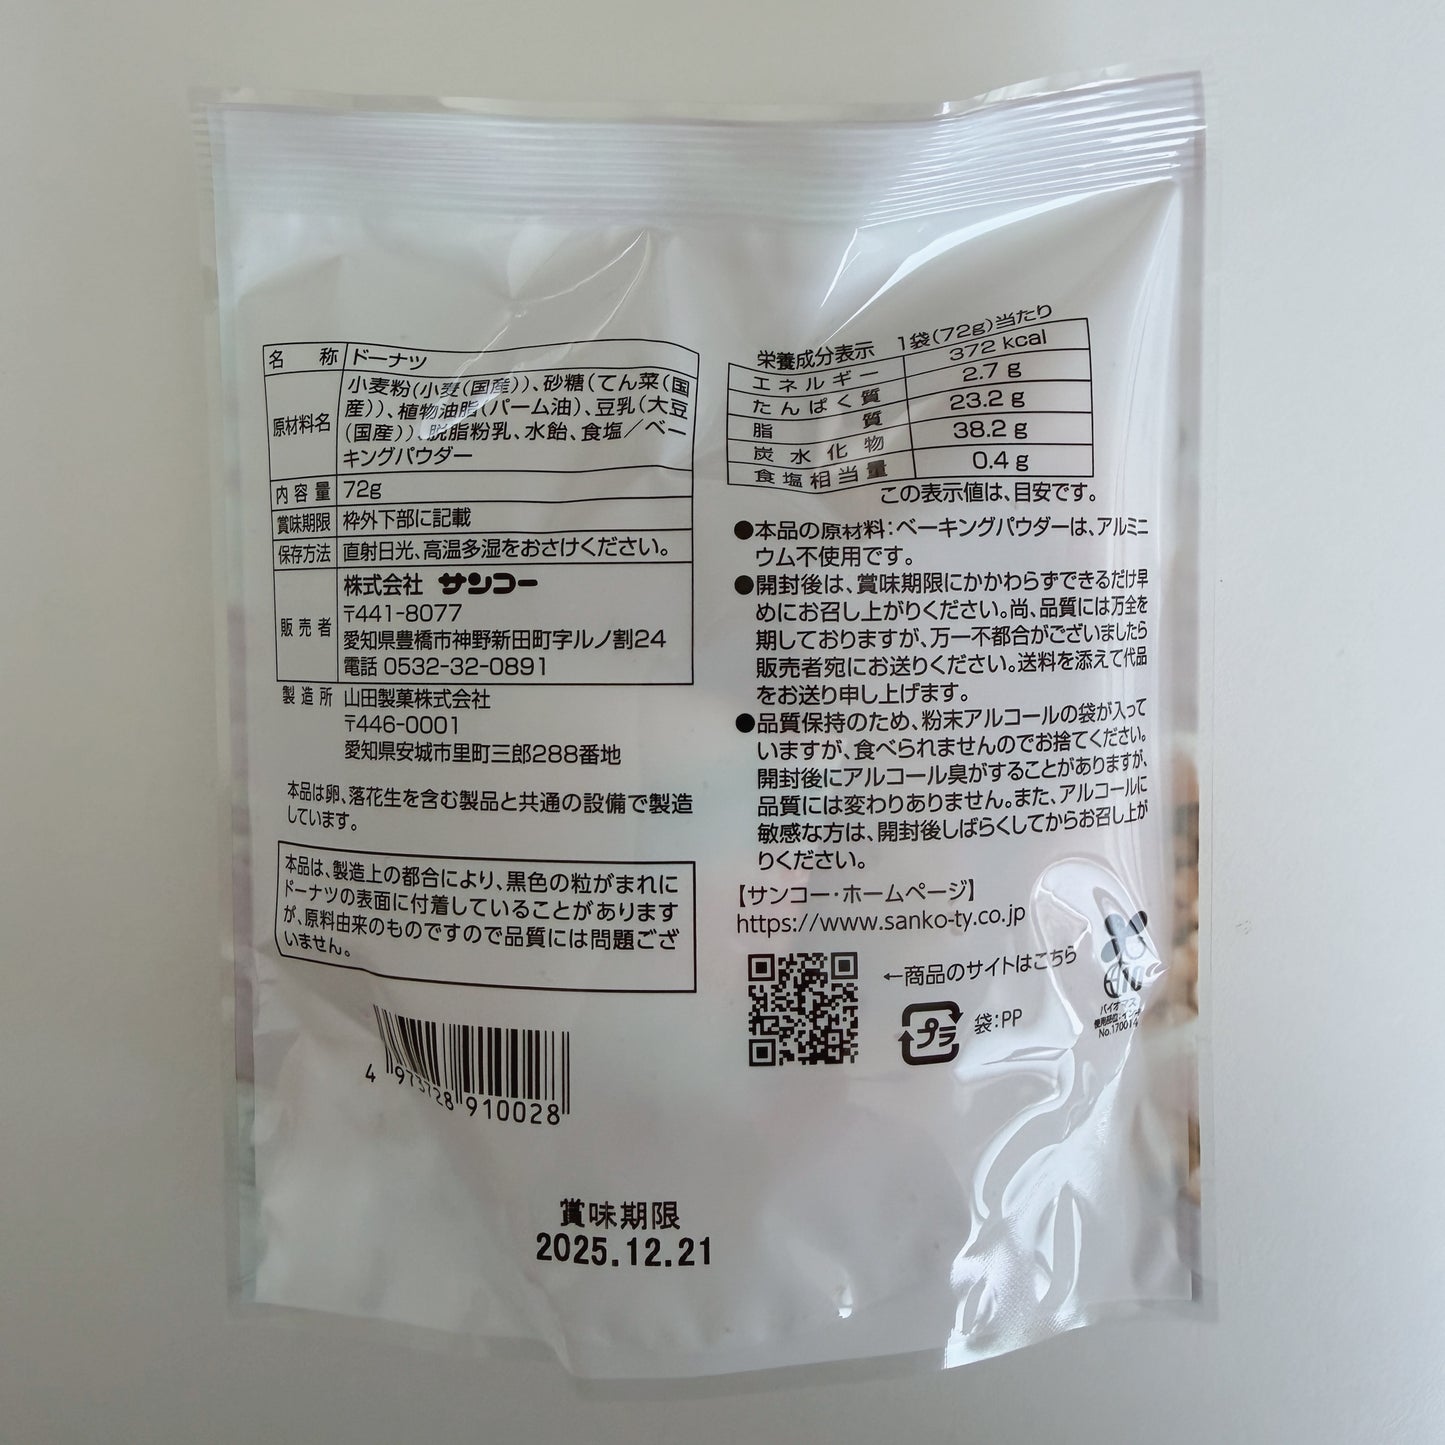 名 称 ドーナツ
原材料名 小麦粉(小麦(国産))、砂糖(てん菜(国
産))、植物油脂(パーム油)、豆乳(大豆
(国産))、脱脂粉乳、水飴、食塩／ベー
キングパウダー
内容量 72g
賞味期限 枠外下部に記載
保存方法 直射日光、高温多湿をおさけください。
販売者 株式会社 サンコー
〒441-8077
愛知県豊橋市神野新田町字ルノ割24
電話 0532-32-0891
製造所 山田製菓株式会社
〒446-0001
愛知県安城市里町三郎288番地
本品は卵、落花生を含む製品と共通の設備で製造
しています。
本品は、製造上の都合により、黒色の粒がまれに
ドーナツの表面に付着していることがあります
が、原料由来のものですので品質には問題ござ
いません。
4 973728 910028
賞味期限
2025.12.21
栄養成分表示 1袋(72g)当たり
エネルギー 372 kcal
たんぱく質 2.7 g
脂質 23.2 g
炭水化物 38.2 g
食塩相当量 0.4 g
この表示値は、目安です。
●本品の原材料：ベーキングパウダーは、アルミニ
ウム不使用です。
●開封後は、賞味期限にかかわらずできるだけ早
めにお召し上がりください。尚、品質には万全を
期しておりますが、万一不都合がございましたら
販売者宛にお送りください。送料を添えて代品
をお送り申し上げます。
●品質保持のため、粉末アルコールの袋が入って
いますが、食べられませんのでお捨てください。
開封後にアルコール臭がすることがありますが、
品質には変わりありません。また、アルコールに
敏感な方は、開封後しばらくしてからお召し上が
りください。
【サンコー・ホームページ】
https://www.sanko-ty.co.jp
←商品のサイトはこちら
プラ 袋：PP
バイオマス
No.170014